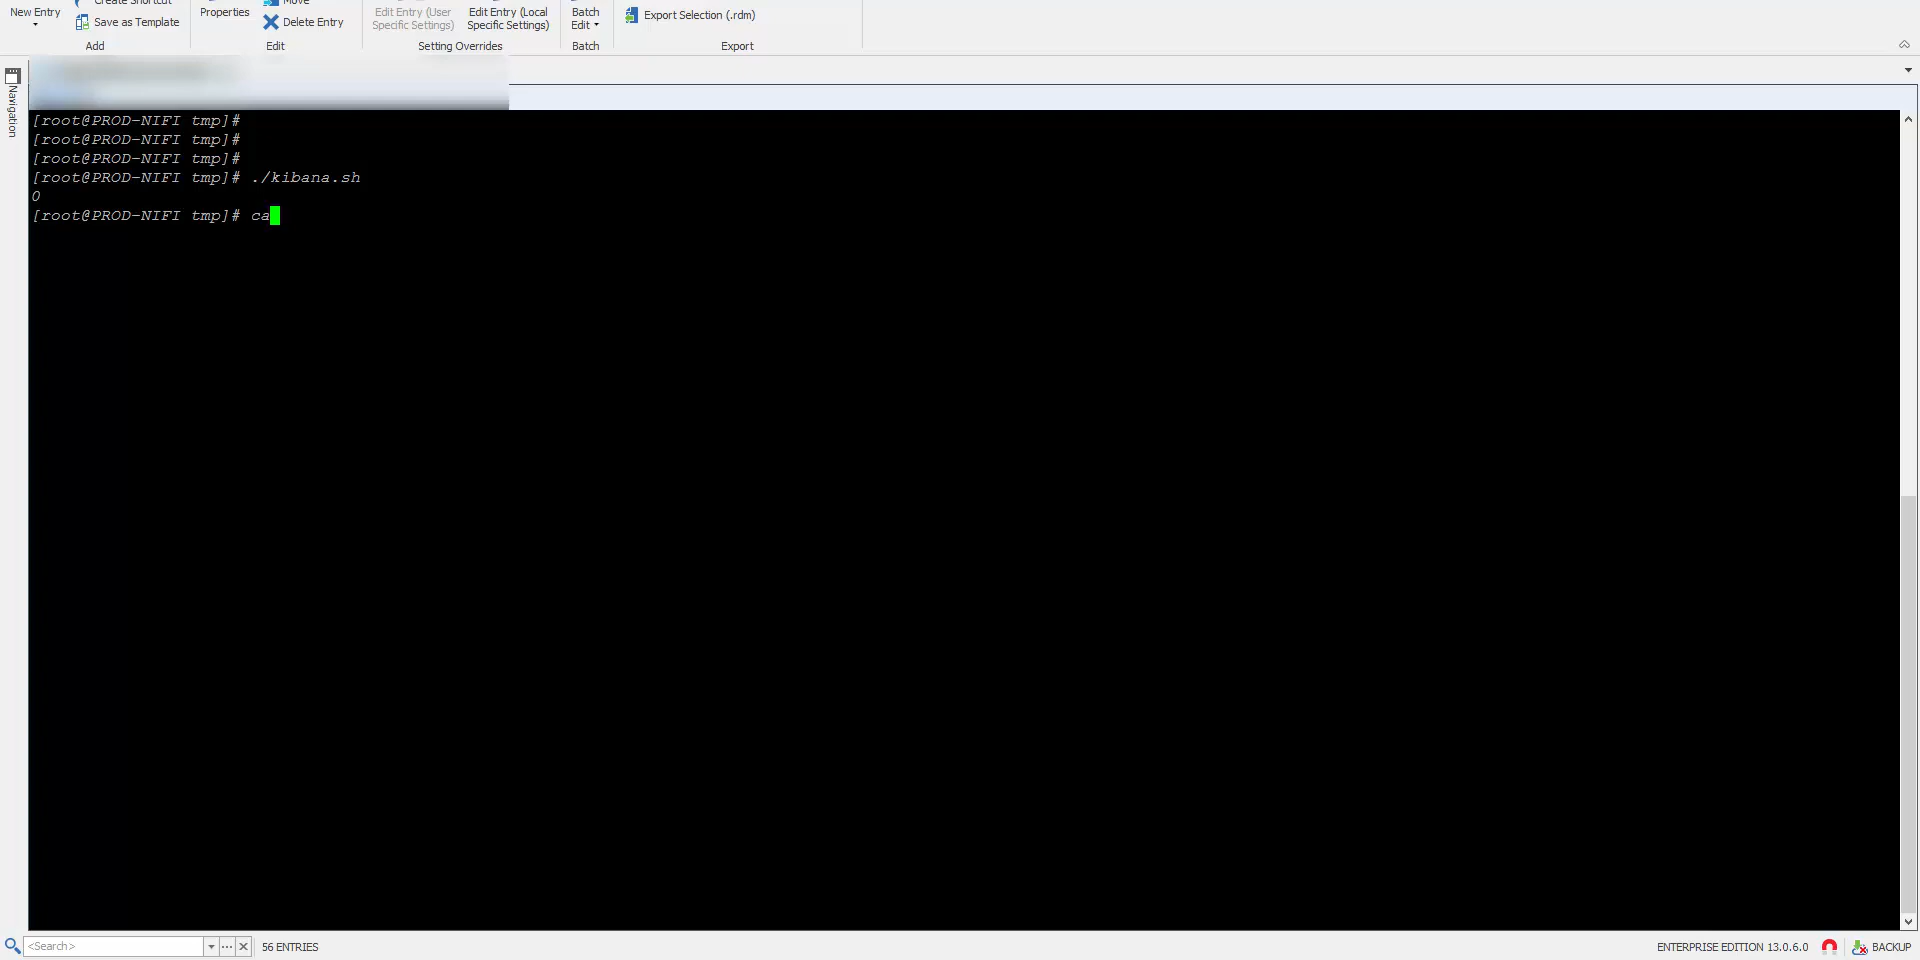 Create Shortcut
Move
New Entry
Save as Template
Properties
Delete Entry
Edit Entry (User
Specific Settings)
Edit Entry (Local
Specific Settings)
Batch
Edit
Export Selection (.rdm)
Add
Edit
Setting Overrides
Batch
Export
Navigation
[root@PROD-NIFI tmp]#
[root@PROD-NIFI tmp]#
[root@PROD-NIFI tmp]#
[root@PROD-NIFI tmp]# ./kibana.sh
0
[root@PROD-NIFI tmp]# ca
<Search>
56 ENTRIES
ENTERPRISE EDITION 13.0.6.0
BACKUP